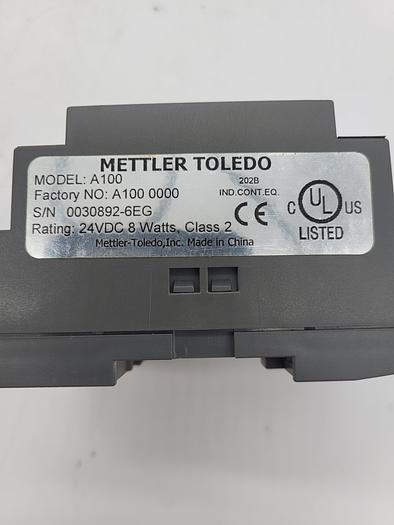 METTLER TOLEDO
MODEL: A100
202B
Factory NO: A100 0000
IND.CONT.EQ.
S/N 0030892-6EG
CE
C UL US
LISTED
Rating: 24VDC 8 Watts, Class 2
Mettler-Toledo,Inc. Made in China